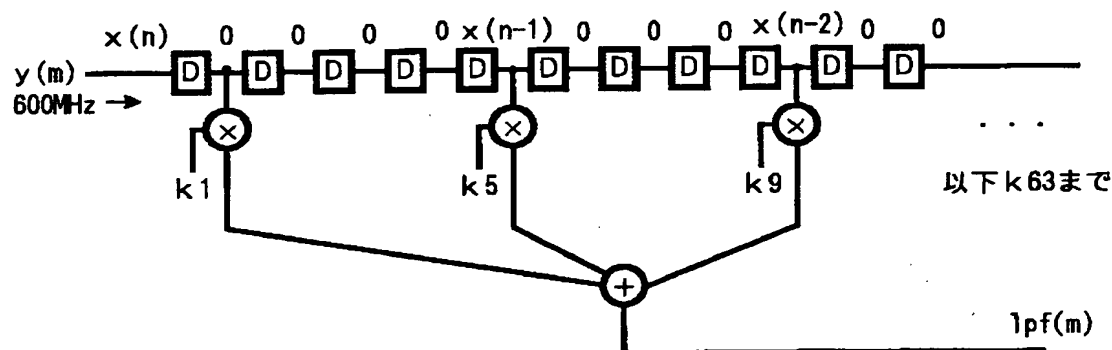 x(n) 0 0 0 0 x(n-1) 0 0 0 x(n-2) 0 0
y(m) D D D D D D D D D D D
600MHz →
× × ×
k1 k5 k9 ・・・
以下k63まで
+
lpf(m)